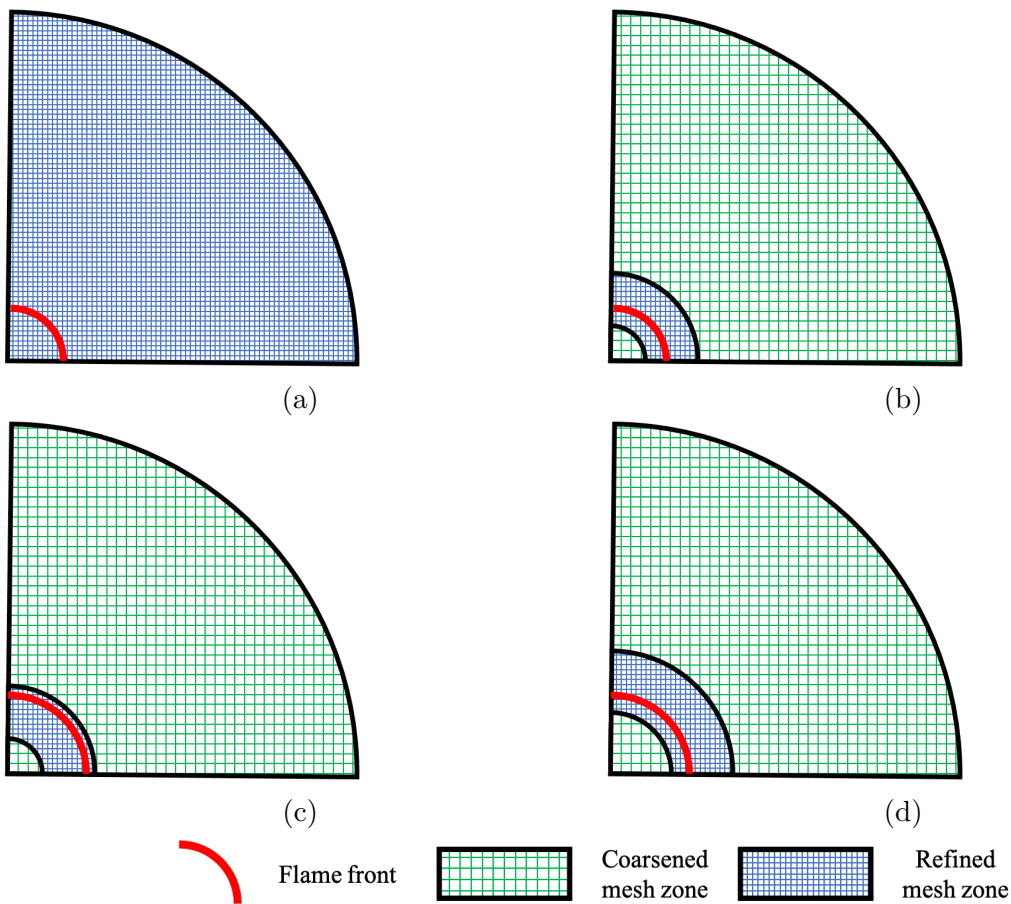 (a)
(b)
(c)
(d)
Flame front
Coarsened
mesh zone
Refined
mesh zone